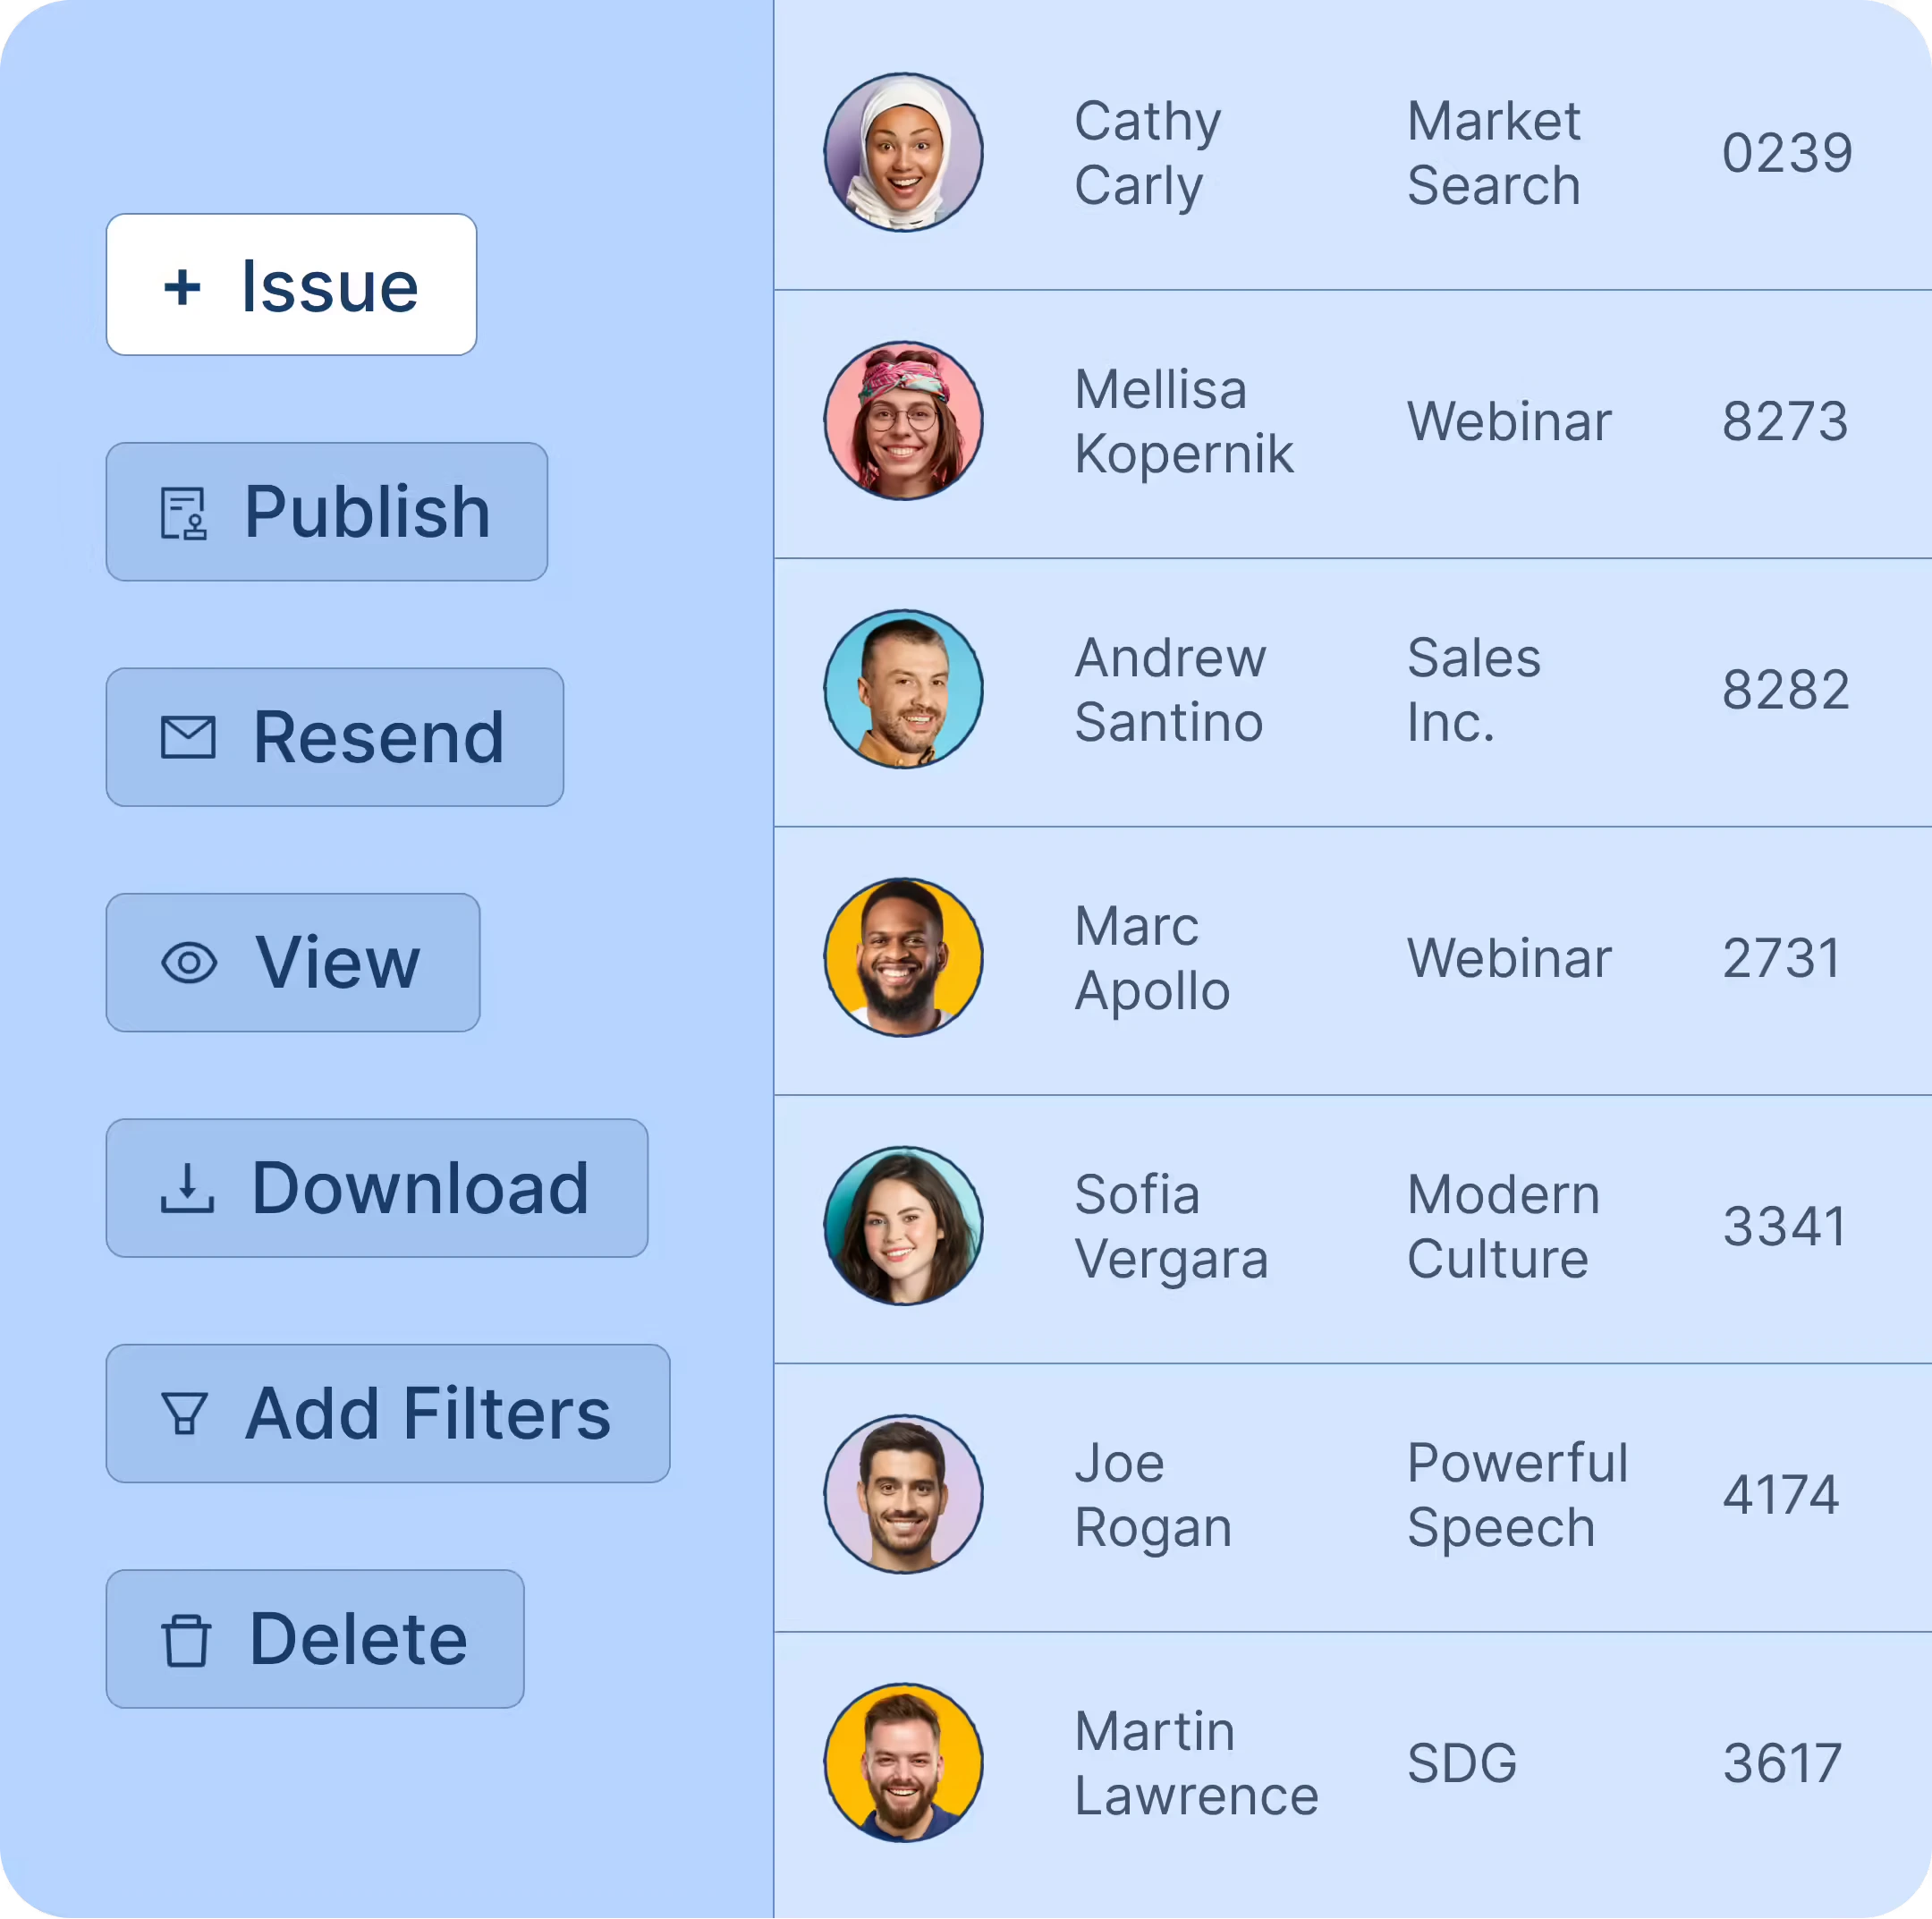 + Issue
Publish
Resend
View
Download
Add Filters
Delete
Cathy
Carly
Market
Search
0239
Mellisa
Kopernik
Webinar
8273
Andrew
Santino
Sales
Inc.
8282
Marc
Apollo
Webinar
2731
Sofia
Vergara
Modern
Culture
3341
Joe
Rogan
Powerful
Speech
4174
Martin
Lawrence
SDG
3617